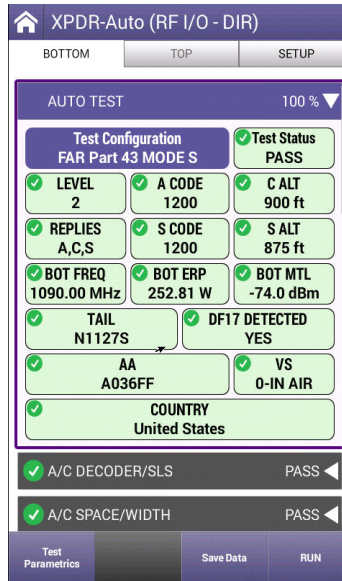 XPDR-Auto (RF I/O - DIR)
BOTTOM TOP SETUP
AUTO TEST 100 %
Test Configuration
FAR Part 43 MODE S
Test Status
PASS
LEVEL
2
A CODE
1200
C ALT
900 ft
REPLIES
A,C,S
S CODE
1200
S ALT
875 ft
BOT FREQ
1090.00 MHz
BOT ERP
252.81 W
BOT MTL
-74.0 dBm
TAIL
N1127S
DF17 DETECTED
YES
AA
A036FF
VS
0-IN AIR
COUNTRY
United States
A/C DECODER/SLS PASS
A/C SPACE/WIDTH PASS
Test
Parametrics
Save Data
RUN